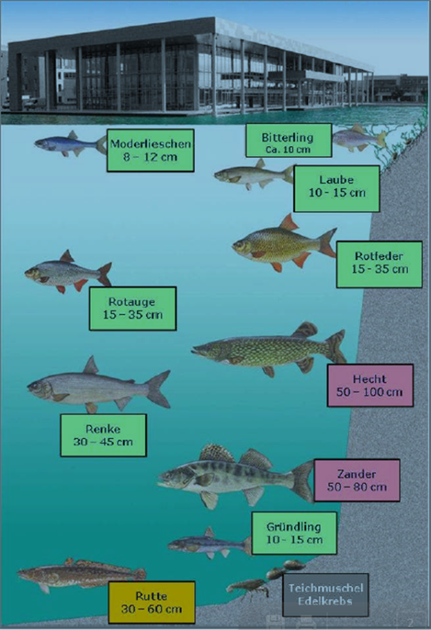 Moderlieschen
8 – 12 cm
Bitterling
Ca. 10 cm
Laube
10 - 15 cm
Rotfeder
15 - 35 cm
Rotauge
15 – 35 cm
Hecht
50 – 100 cm
Renke
30 – 45 cm
Zander
50 – 80 cm
Gründling
10 - 15 cm
Rutte
30 – 60 cm
Teichmuschel
Edelkrebs
2